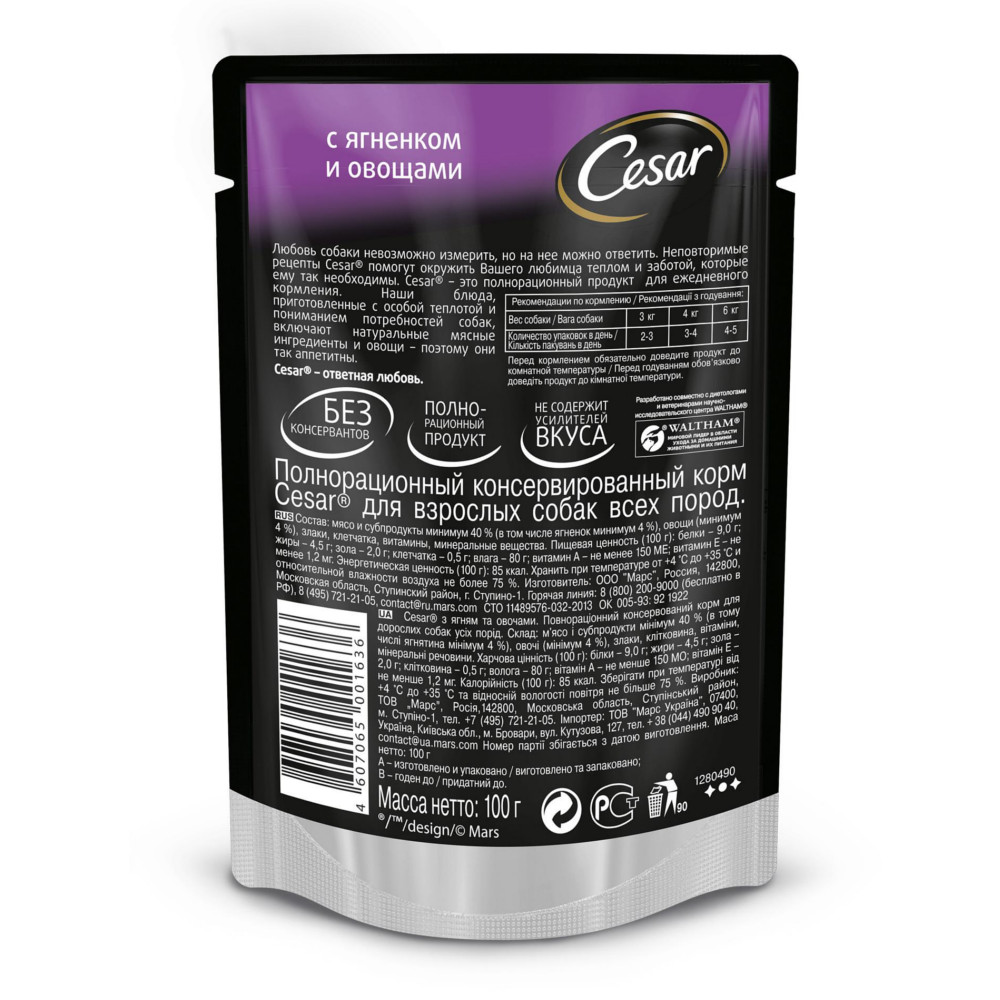 с ягненком
и овощами
Cesar
Любовь собаки невозможно измерить, но на нее можно ответить. Неповторимые
рецепты Cesar® помогут окружить Вашего любимца теплом и заботой, которые
ему так необходимы. Cesar® – это полнорационный продукт для ежедневного
кормления. Наши блюда,
приготовленные с особой теплотой и
пониманием потребностей собак,
включают натуральные мясные
ингредиенты и овощи - поэтому они
так аппетитны.
Cesar® – ответная любовь.
Рекомендации по кормлению / Рекомендації з годування:
Вес собаки / Вага собаки 3 кг 4 кг 6 кг
Количество упаковок в день / 2-3 3-4 4-5
Кількість пакувань в день
Перед кормлением обязательно доведите продукт до
комнатной температуры / Перед годуванням обов'язково
доведіть продукт до кімнатної температури.
БЕЗ
КОНСЕРВАНТОВ
ПОЛНО-
РАЦИОННЫЙ
ПРОДУКТ
НЕ СОДЕРЖИТ
УСИЛИТЕЛЕЙ
ВКУСА
Разработано совместно с диетологами
и ветеринарами научно-
исследовательского центра WALTHAM®
WALTHAM®
МИРОВОЙ ЛИДЕР В ОБЛАСТИ
УХОДА ЗА ДОМАШНИМИ
ЖИВОТНЫМИ И ИХ ПИТАНИЯ
Полнорационный консервированный корм
Cesar® для взрослых собак всех пород.
RUS Состав: мясо и субпродукты минимум 40 % (в том числе ягненок минимум 4 %), овощи (минимум
4 %), злаки, клетчатка, витамины, минеральные вещества. Пищевая ценность (100 г): белки – 9,0 г;
жиры – 4,5 г; зола – 2,0 г; клетчатка – 0,5 г; влага – 80 г; витамин А – не менее 150 МЕ; витамин Е – не
менее 1,2 мг. Энергетическая ценность (100 г): 85 ккал. Хранить при температуре от +4°С до +35 °С и
относительной влажности воздуха не более 75 %. Изготовитель: ООО "Марс", Россия, 142800,
Московская область, Ступинский район, г. Ступино-1. Горячая линия: 8 (800) 200-9000 (бесплатно в
РФ), 8 (495) 721-21-05, contact@ru.mars.com СТО 11489576-032-2013 ОК 005-93: 92 1922
UA Cesar® з ягням та овочами. Повнораціонний консервований корм для
дорослих собак усіх порід. Склад: м'ясо і субпродукти мінімум 40 % (в тому
числі ягнятина мінімум 4 %), овочі (мінімум 4 %), злаки, клітковина, вітаміни,
мінеральні речовини. Харчова цінність (100 г): білки – 9,0 г; жири – 4,5 г; зола –
2,0 г; клітковина – 0,5 г; волога – 80 г; вітамін А – не менше 150 МО; вітамін Е –
не менше 1,2 мг. Калорійність (100 г): 85 ккал. Зберігати при температурі від
+4 °С до +35 °С та відносній вологості повітря не більше 75 %. Виробник:
ТОВ "Марс", Росія,142800, Московська область, Ступінський район,
м. Ступіно-1, тел. +7 (495) 721-21-05. Імпортер: ТОВ "Марс Україна", 07400,
Україна, Київська обл., м. Бровари, вул. Кутузова, 127, тел. + 38 (044) 490 90 40,
contact@ua.mars.com Номер партії збігається з датою виготовлення. Маса
нетто: 100 г
А – изготовлено и упаковано / виготовлено та запаковано;
В – годен до / придатний до.
4 607065 001636
Масса нетто: 100 г
®/™/design/© Mars
РСТ
90
1280490